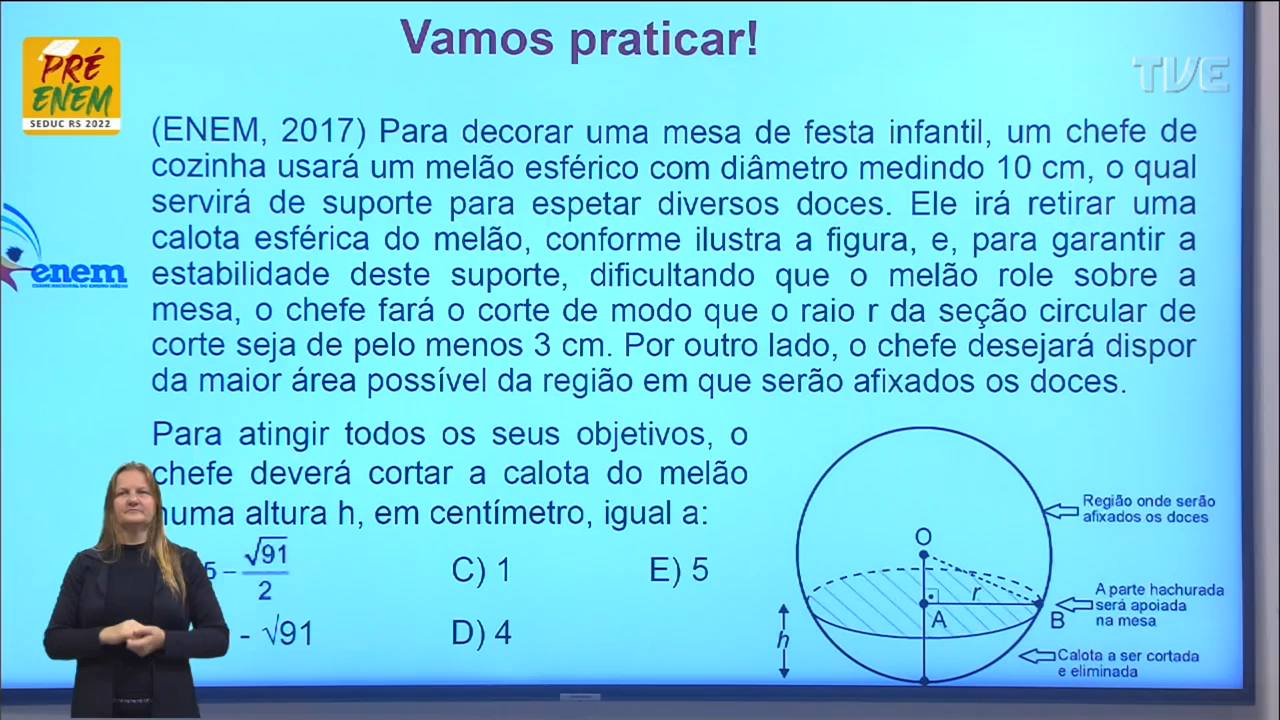 Vamos praticar!
PRÉ
ENEM
SEDUC RS 2022
TVE
(ENEM, 2017) Para decorar uma mesa de festa infantil, um chefe de
cozinha usará um melão esférico com diâmetro medindo 10 cm, o qual
servirá de suporte para espetar diversos doces. Ele irá retirar uma
calota esférica do melão, conforme ilustra a figura, e, para garantir a
estabilidade deste suporte, dificultando que o melão role sobre a
mesa, o chefe fará o corte de modo que o raio r da seção circular de
corte seja de pelo menos 3 cm. Por outro lado, o chefe desejará dispor
da maior área possível da região em que serão afixados os doces.
enem
EXAME NACIONAL DO ENSINO MÉDIO
Para atingir todos os seus objetivos, o
chefe deverá cortar a calota do melão
numa altura h, em centímetro, igual a:
5 − √91/2
C) 1
E) 5
- √91
D) 4
O
r
A
B
h
Região onde serão
afixados os doces
A parte hachurada
será apoiada
na mesa
Calota a ser cortada
e eliminada